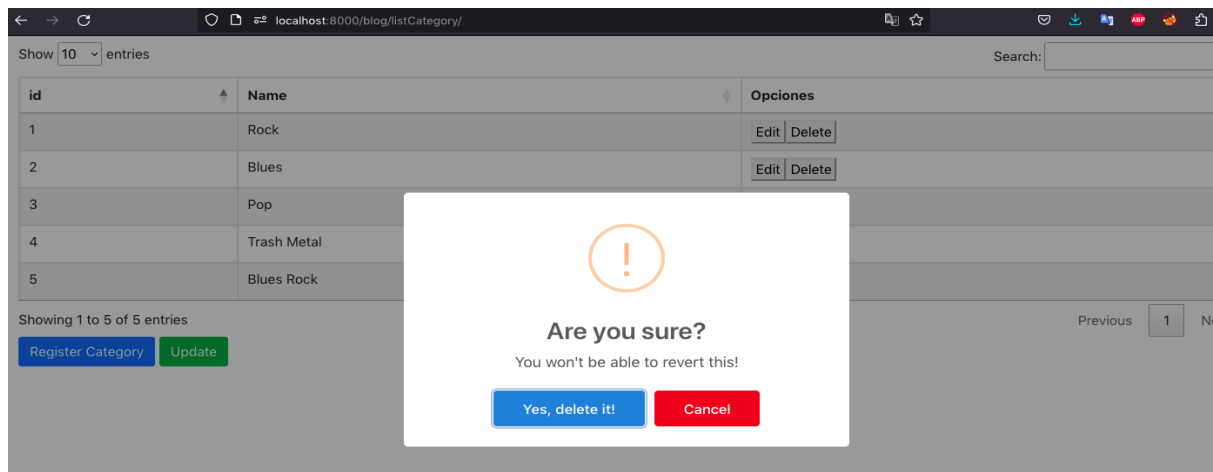 localhost:8000/blog/listCategory/
ABP
Show 10 entries
Search:
id Name Opciones
1 Rock Edit Delete
2 Blues Edit Delete
3 Pop
4 Trash Metal
5 Blues Rock
!
Are you sure?
You won't be able to revert this!
Yes, delete it! Cancel
Showing 1 to 5 of 5 entries
Previous 1
Register Category Update